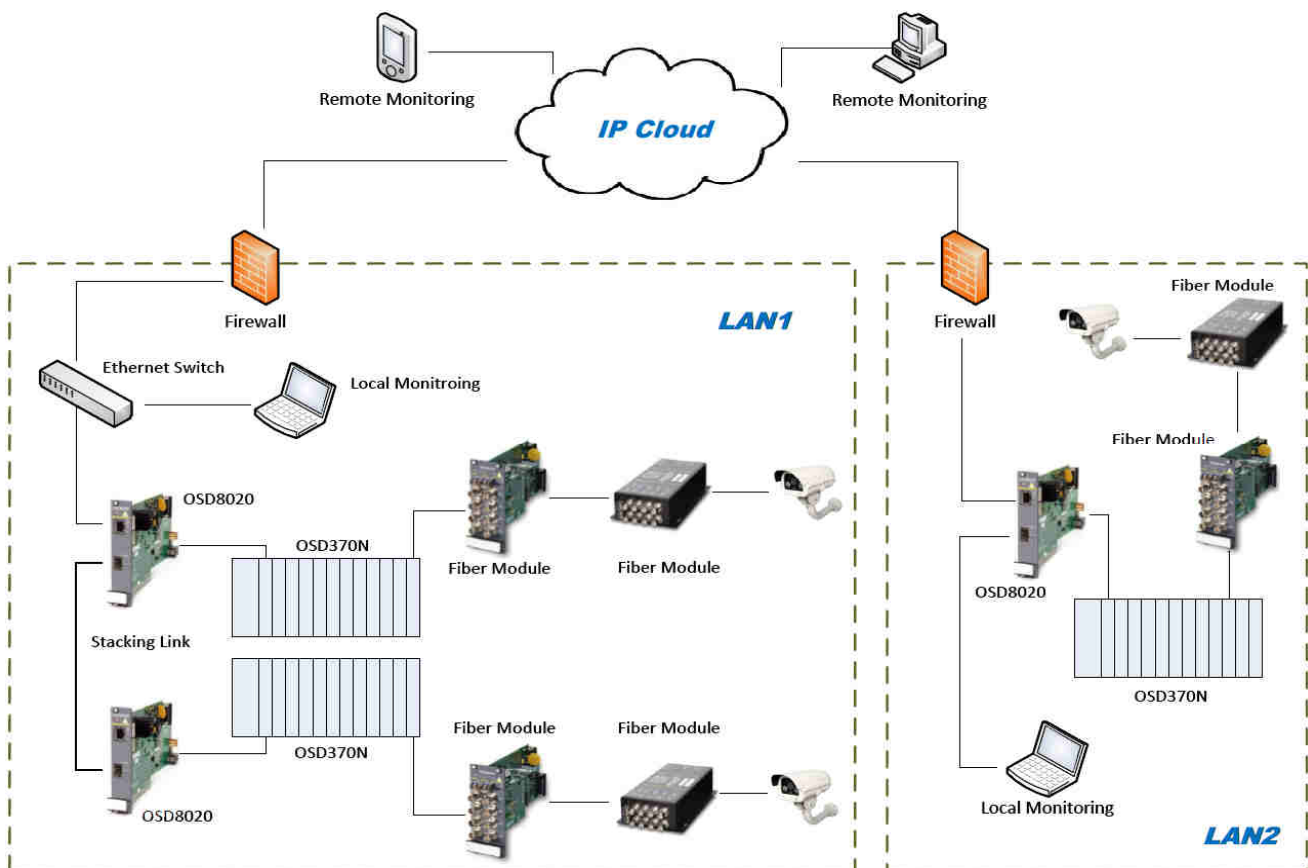 Remote Monitoring
Remote Monitoring
IP Cloud
Firewall
LAN1
Ethernet Switch
Local Monitroing
OSD8020
OSD370N
Fiber Module
Fiber Module
Stacking Link
OSD370N
Fiber Module
Fiber Module
OSD8020
Firewall
Fiber Module
Fiber Module
OSD8020
OSD370N
Local Monitoring
LAN2